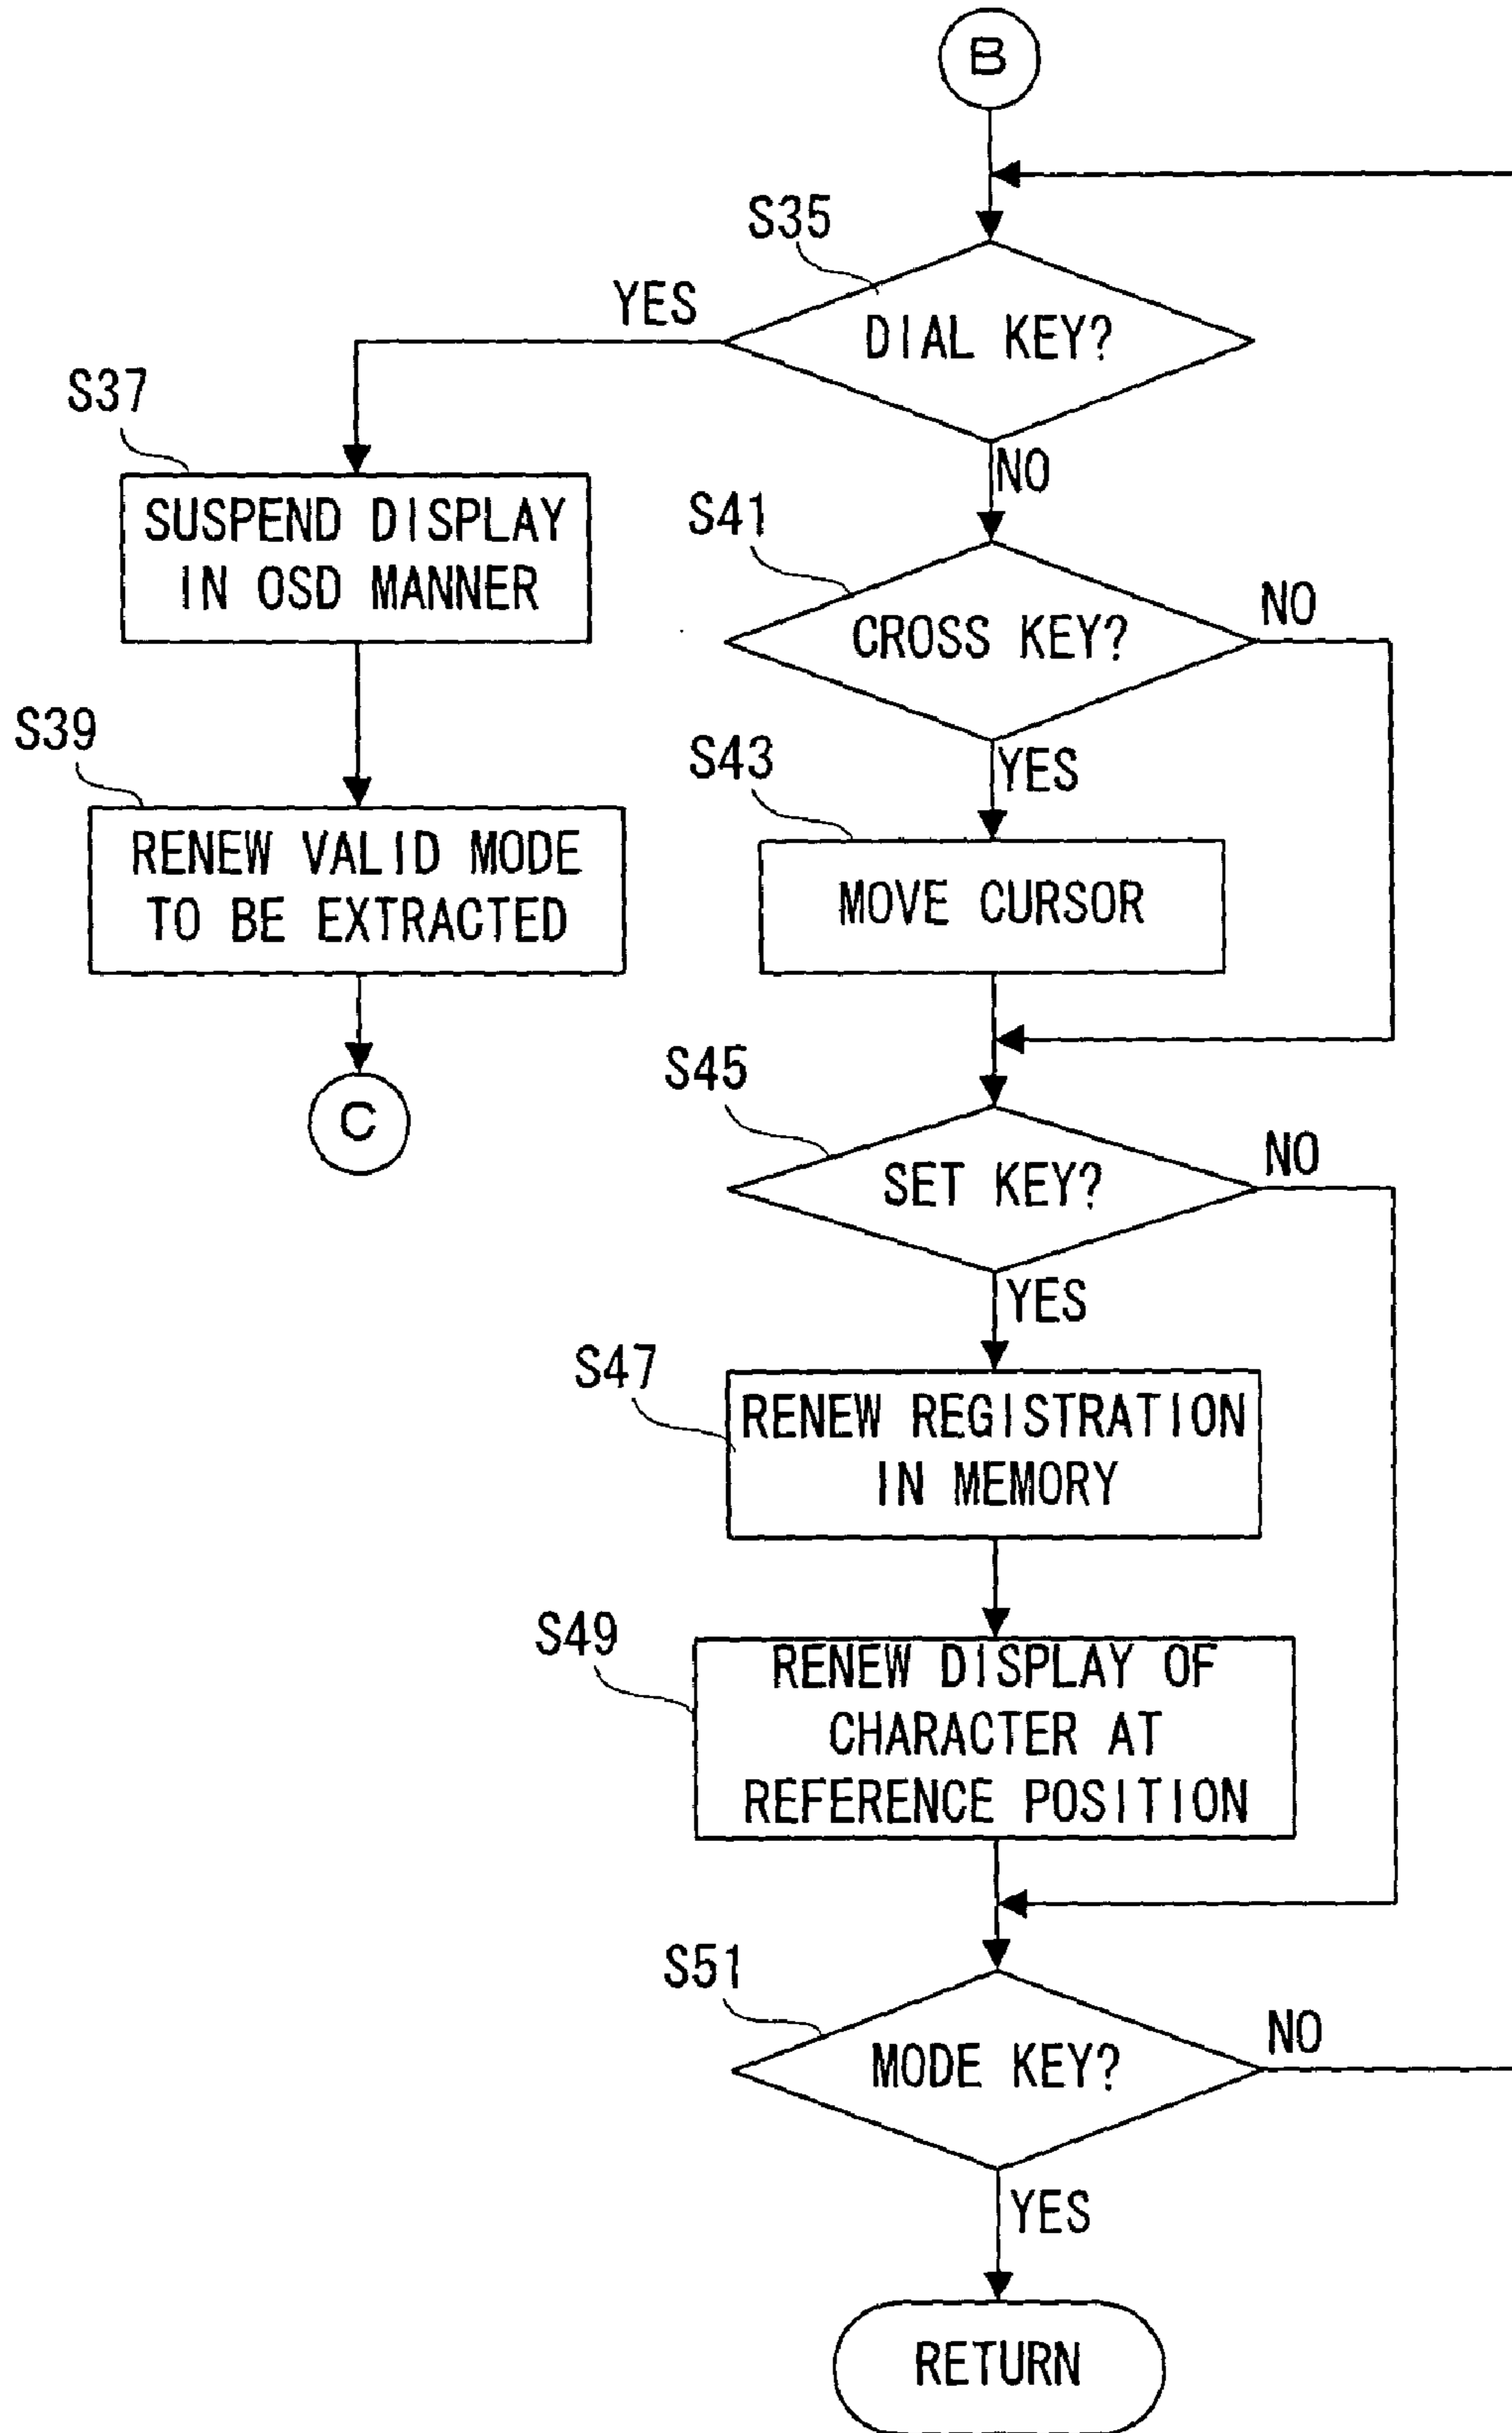 B
S35
YES
DIAL KEY?
S37
NO
SUSPEND DISPLAY
IN OSD MANNER
S41
CROSS KEY?
NO
S39
RENEW VALID MODE
TO BE EXTRACTED
S43
YES
MOVE CURSOR
C
S45
SET KEY?
NO
YES
S47
RENEW REGISTRATION
IN MEMORY
S49
RENEW DISPLAY OF
CHARACTER AT
REFERENCE POSITION
S51
MODE KEY?
NO
YES
RETURN